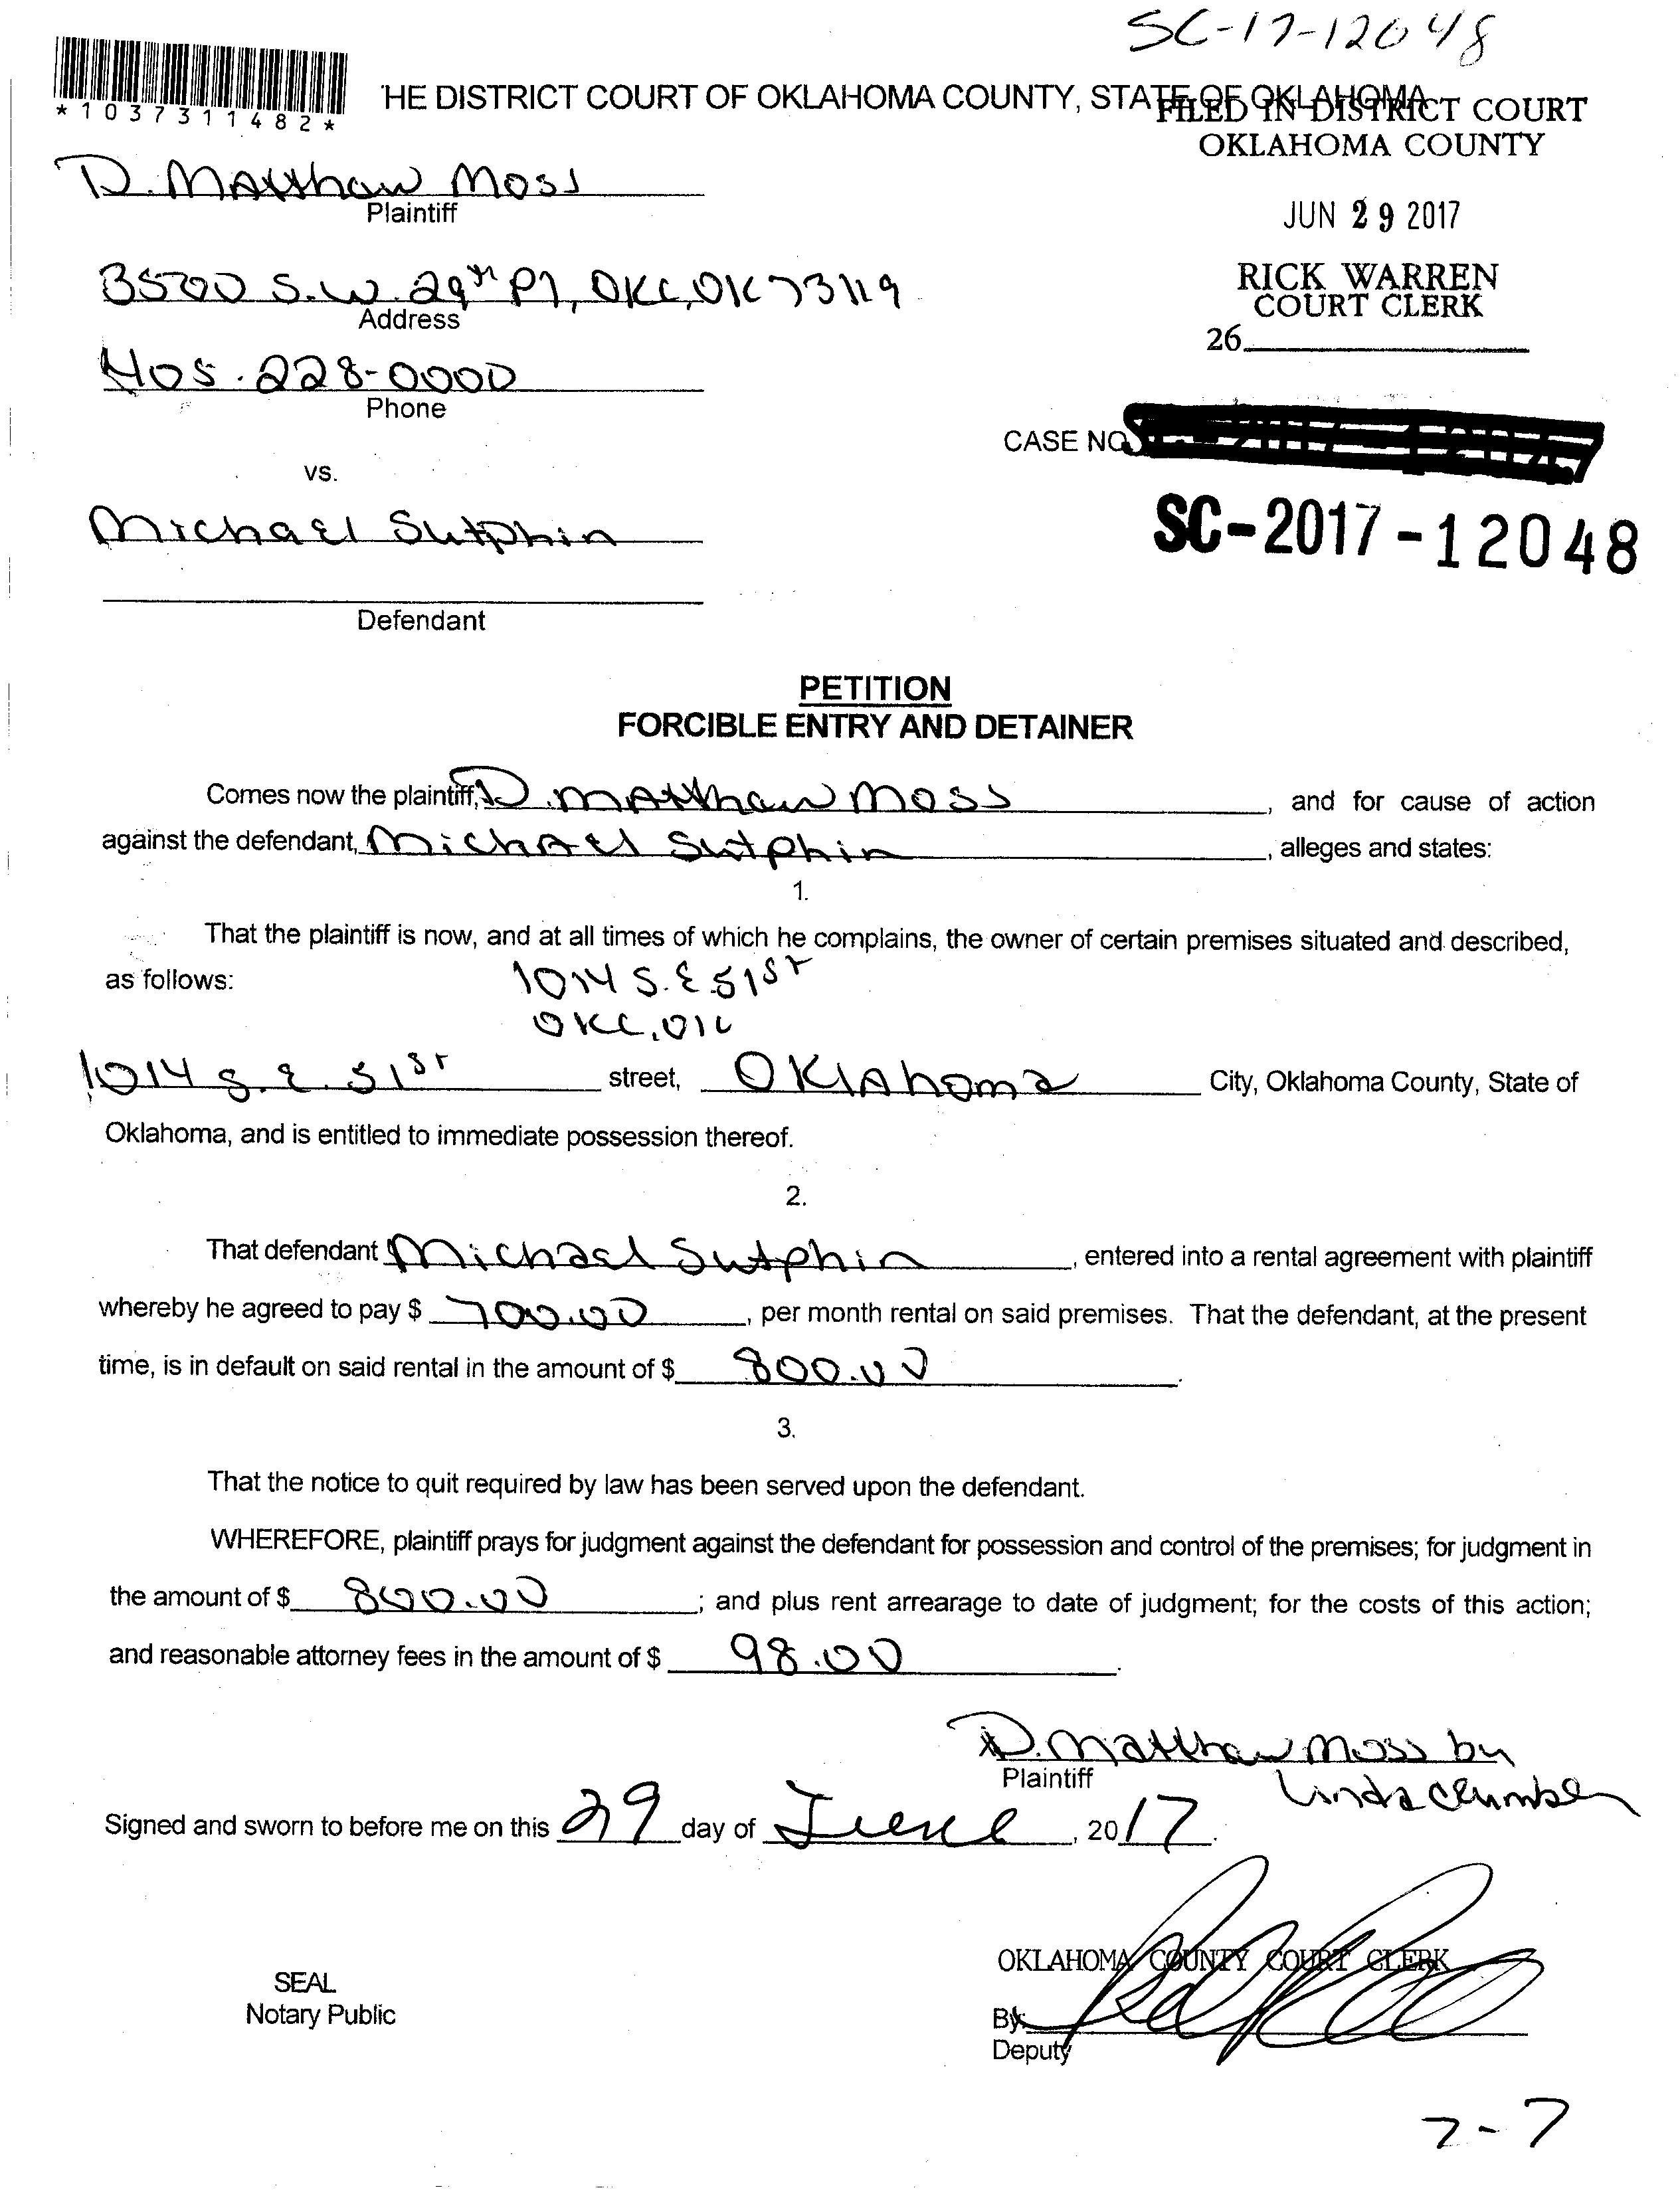 SC-17-12048
*1037311482*
'HE DISTRICT COURT OF OKLAHOMA COUNTY, STATE OF OKLAHOMA
FILED IN DISTRICT COURT
OKLAHOMA COUNTY
D. Matthew Moss
Plaintiff
JUN 29 2017
3500 S.W. 29th Pl, OKC, OK 73119
Address
RICK WARREN
COURT CLERK
26
405.228-0000
Phone
CASE NO.
vs.
Michael Sutphin
SC-2017-12048
Defendant
PETITION
FORCIBLE ENTRY AND DETAINER
Comes now the plaintiff, D. Matthew Moss, and for cause of action
against the defendant, Michael Sutphin, alleges and states:
1.
That the plaintiff is now, and at all times of which he complains, the owner of certain premises situated and described,
as follows: 1014 S.E 51st
OKC, OK
1014 S.E. 51st street, Oklahoma City, Oklahoma County, State of
Oklahoma, and is entitled to immediate possession thereof.
2.
That defendant Michael Sutphin, entered into a rental agreement with plaintiff
whereby he agreed to pay $ 700.00, per month rental on said premises. That the defendant, at the present
time, is in default on said rental in the amount of $ 800.00.
3.
That the notice to quit required by law has been served upon the defendant.
WHEREFORE, plaintiff prays for judgment against the defendant for possession and control of the premises; for judgment in
the amount of $ 800.00; and plus rent arrearage to date of judgment; for the costs of this action;
and reasonable attorney fees in the amount of $ 98.00.
D. Matthew Moss by
Plaintiff
Linda
Signed and sworn to before me on this 29 day of June, 2017.
OKLAHOMA COUNTY COURT CLERK
SEAL
Notary Public
By:
Deputy
7-7